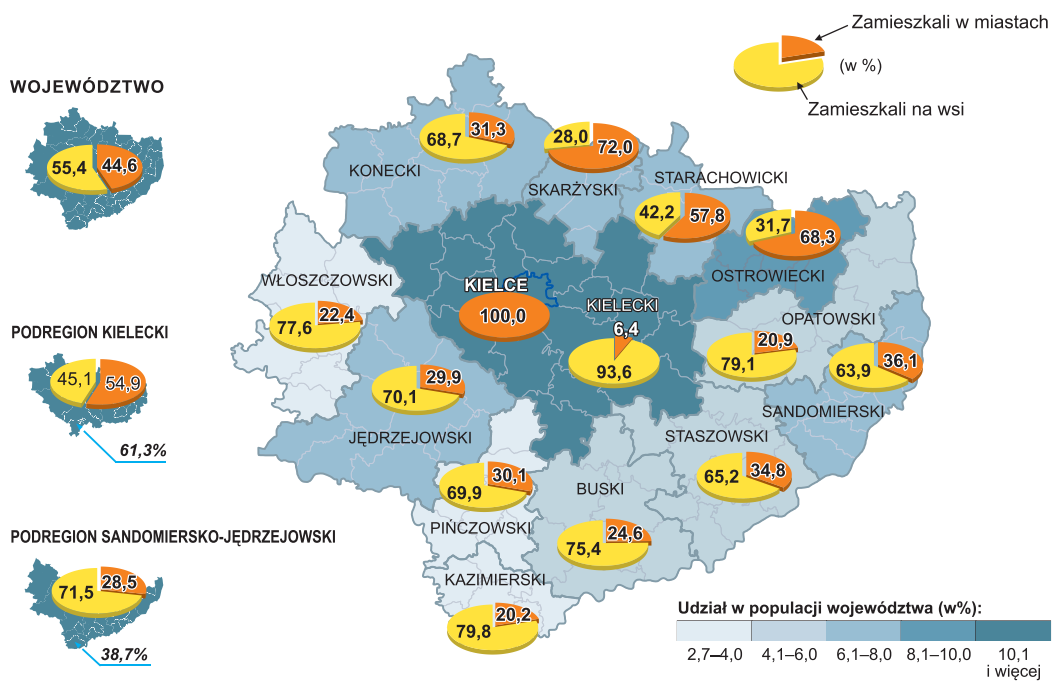 Zamieszkali w miastach
(w %)
Zamieszkali na wsi
WOJEWÓDZTWO
55,4 44,6
PODREGION KIELECKI
45,1 54,9
61,3%
PODREGION SANDOMIERSKO-JĘDRZEJOWSKI
71,5 28,5
38,7%
68,7 31,3
KONECKI
28,0 72,0
SKARŻYSKI
STARACHOWICKI
42,2 57,8
31,7 68,3
OSTROWIECKI
WŁOSZCZOWSKI
77,6 22,4
KIELCE
100,0
KIELECKI
6,4
93,6
OPATOWSKI
79,1 20,9
63,9 36,1
SANDOMIERSKI
70,1 29,9
JĘDRZEJOWSKI
STASZOWSKI
65,2 34,8
69,9 30,1
PIŃCZOWSKI
BUSKI
75,4 24,6
KAZIMIERSKI
79,8 20,2
Udział w populacji województwa (w%):
2,7–4,0 4,1–6,0 6,1–8,0 8,1–10,0 10,1
i więcej